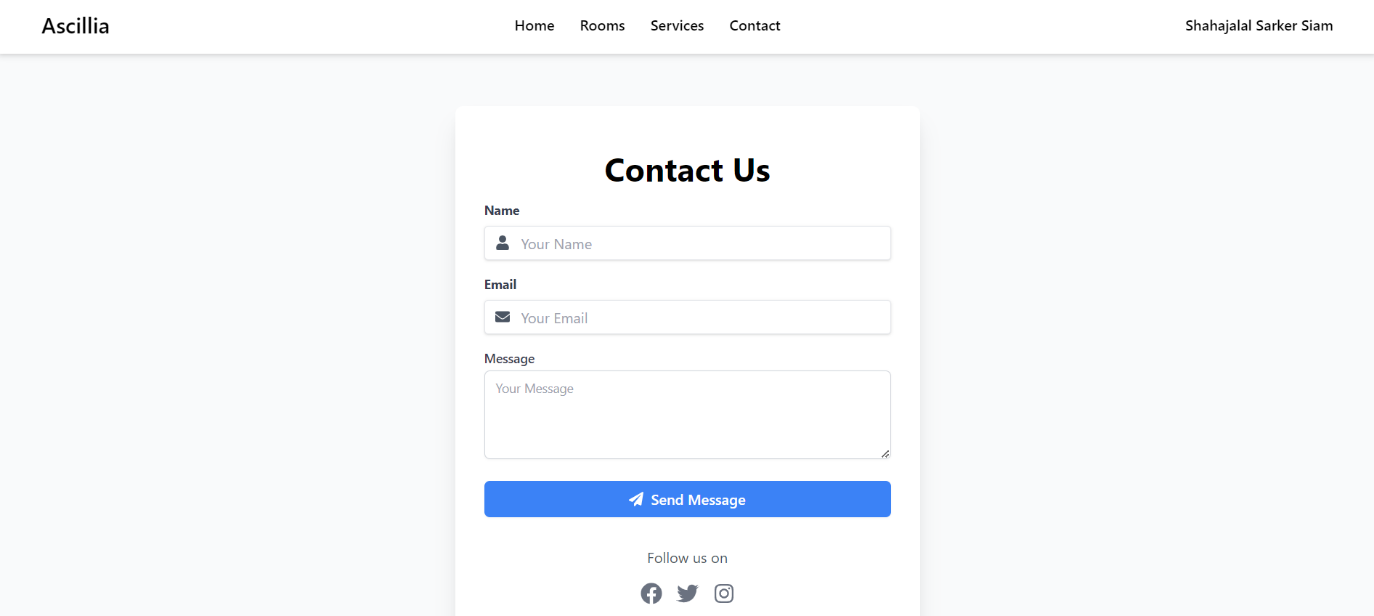 Ascillia Home Rooms Services Contact Shahajalal Sarker Siam
Contact Us
Name
Your Name
Email
Your Email
Message
Your Message
Send Message
Follow us on